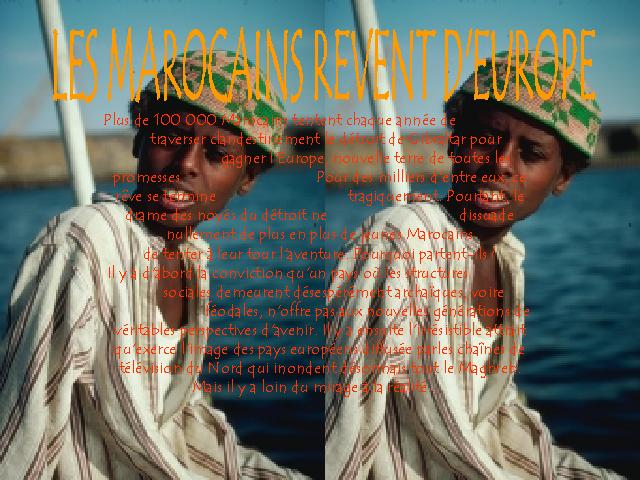 LES MAROCAINS REVENT D'EUROPE
Plus de 100 000 Marocains tentent chaque année de
traverser clandestinement le détroit de Gibraltar pour
gagner l'Europe, nouvelle terre de toutes le
promesses. Pour des milliers d'entre eux, ce
rêve se termine tragiquement. Pourtant, le
drame des noyés du détroit ne dissuade
nullement de plus en plus de jeunes Marocains
de tenter à leur tour l'aventure. Pourquoi partent-ils ?
Il y a d'abord la conviction qu'un pays où les structures
sociales demeurent désespérément archaïques, voire
féodales, n'offre pas aux nouvelles générations de
véritables perspectives d'avenir. Il y a ensuite l'irrésistible attrait
qu'exerce l'image des pays européens diffusée par les chaînes de
télévision du Nord qui inondent désormais tout le Maghreb.
Mais il y a loin du mirage à la réalité.